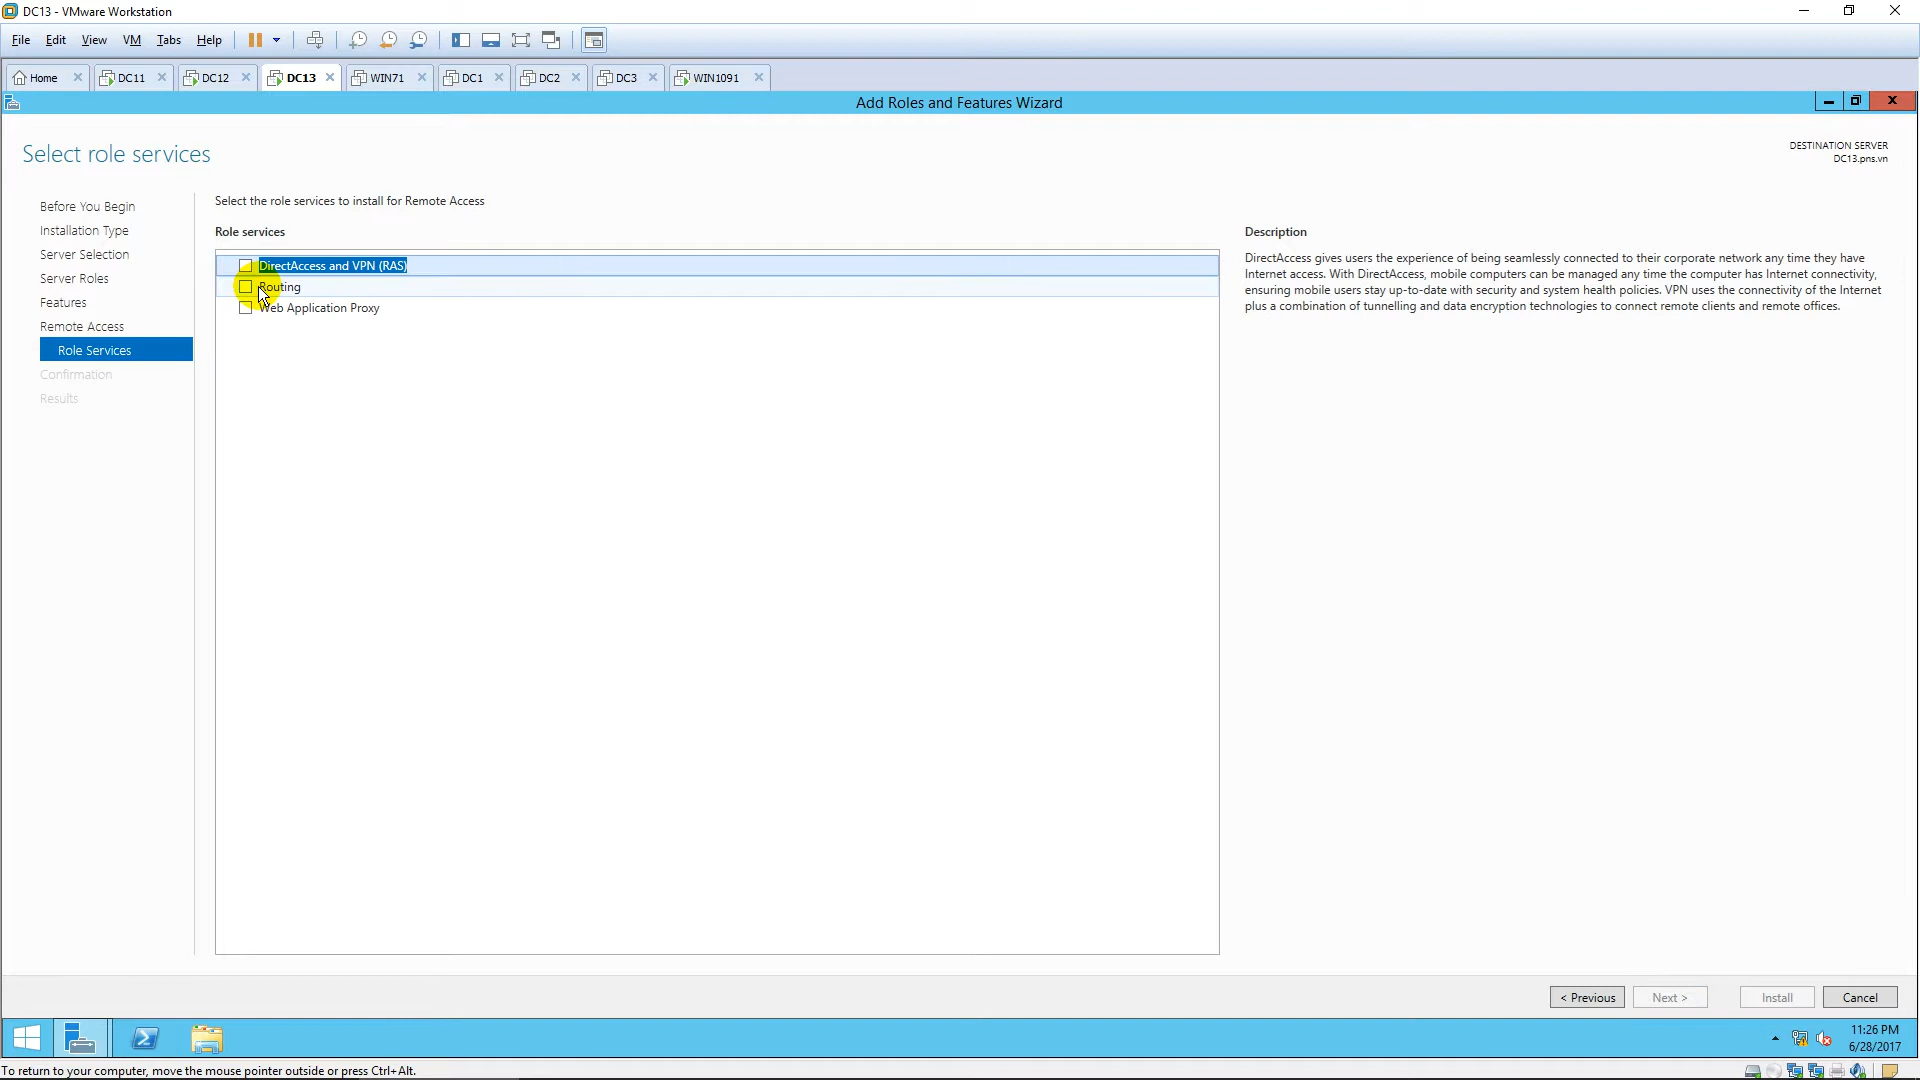 DC13 - VMware Workstation
File Edit View VM Tabs Help
Home DC11 DC12 DC13 WIN71 DC1 DC2 DC3 WIN1091
Add Roles and Features Wizard
Select role services
DESTINATION SERVER
DC13.pns.vn
Before You Begin
Installation Type
Server Selection
Server Roles
Features
Remote Access
Role Services
Confirmation
Results
Select the role services to install for Remote Access
Role services
DirectAccess and VPN (RAS)
Routing
Web Application Proxy
Description
DirectAccess gives users the experience of being seamlessly connected to their corporate network any time they have
Internet access. With DirectAccess, mobile computers can be managed any time the computer has Internet connectivity,
ensuring mobile users stay up-to-date with security and system health policies. VPN uses the connectivity of the Internet
plus a combination of tunnelling and data encryption technologies to connect remote clients and remote offices.
< Previous Next > Install Cancel
11:26 PM
6/28/2017
To return to your computer, move the mouse pointer outside or press Ctrl+Alt.